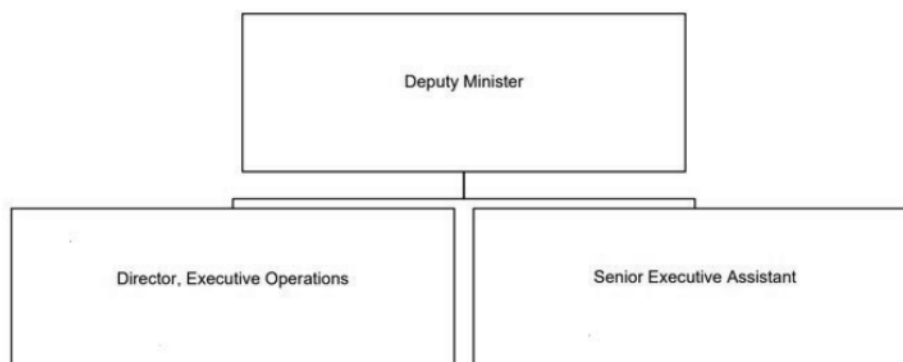 Deputy Minister
Director, Executive Operations
Senior Executive Assistant